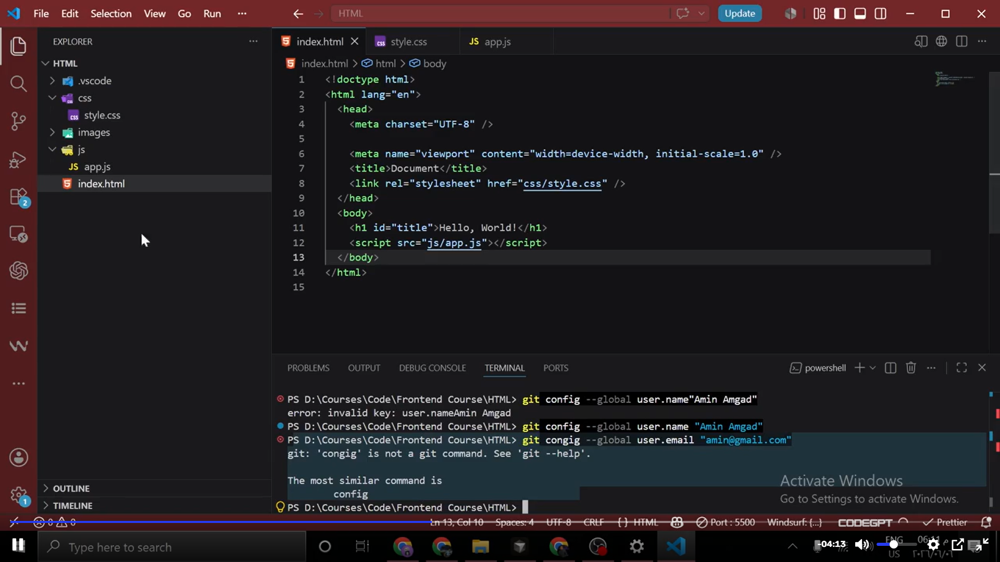 File Edit Selection View Go Run ···
HTML
Update
EXPLORER
HTML
.vscode
css
style.css
images
js
app.js
index.html
OUTLINE
TIMELINE
index.html style.css JS app.js
index.html > html > body
1 <!doctype html>
2 <html lang="en">
3 <head>
4 <meta charset="UTF-8" />
5
6 <meta name="viewport" content="width=device-width, initial-scale=1.0" />
7 <title>Document</title>
8 <link rel="stylesheet" href="css/style.css" />
9 </head>
10 <body>
11 <h1 id="title">Hello, World!</h1>
12 <script src="js/app.js"></script>
13 </body>
14 </html>
15
PROBLEMS OUTPUT DEBUG CONSOLE TERMINAL PORTS
powershell
PS D:\Courses\Code\Frontend Course\HTML> git config --global user.name"Amin Amgad"
error: invalid key: user.nameAmin Amgad
PS D:\Courses\Code\Frontend Course\HTML> git config --global user.name "Amin Amgad"
PS D:\Courses\Code\Frontend Course\HTML> git congig --global user.email "amin@gmail.com"
git: 'congig' is not a git command. See 'git --help'.
The most similar command is
config
PS D:\Courses\Code\Frontend Course\HTML>
Activate Windows
Go to Settings to activate Windows.
2
1
0 0 Ln 13, Col 10 Spaces: 4 UTF-8 CRLF { } HTML Port : 5500 Windsurf: {...} CODEGPT Prettier
Type here to search
-04:13
ENG
US